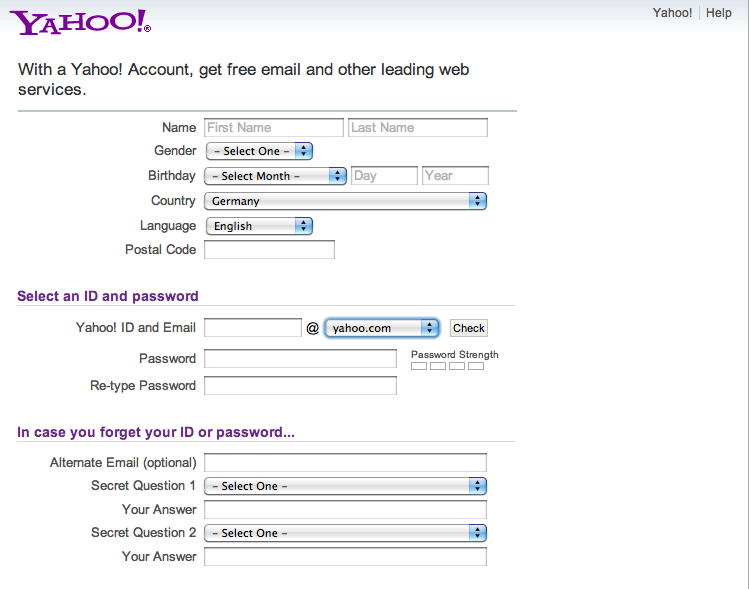 YAHOO!®
Yahoo! Help
With a Yahoo! Account, get free email and other leading web
services.
Name First Name Last Name
Gender – Select One –
Birthday – Select Month – Day Year
Country Germany
Language English
Postal Code
Select an ID and password
Yahoo! ID and Email @ yahoo.com Check
Password Password Strength
Re-type Password
In case you forget your ID or password...
Alternate Email (optional)
Secret Question 1 – Select One –
Your Answer
Secret Question 2 – Select One –
Your Answer